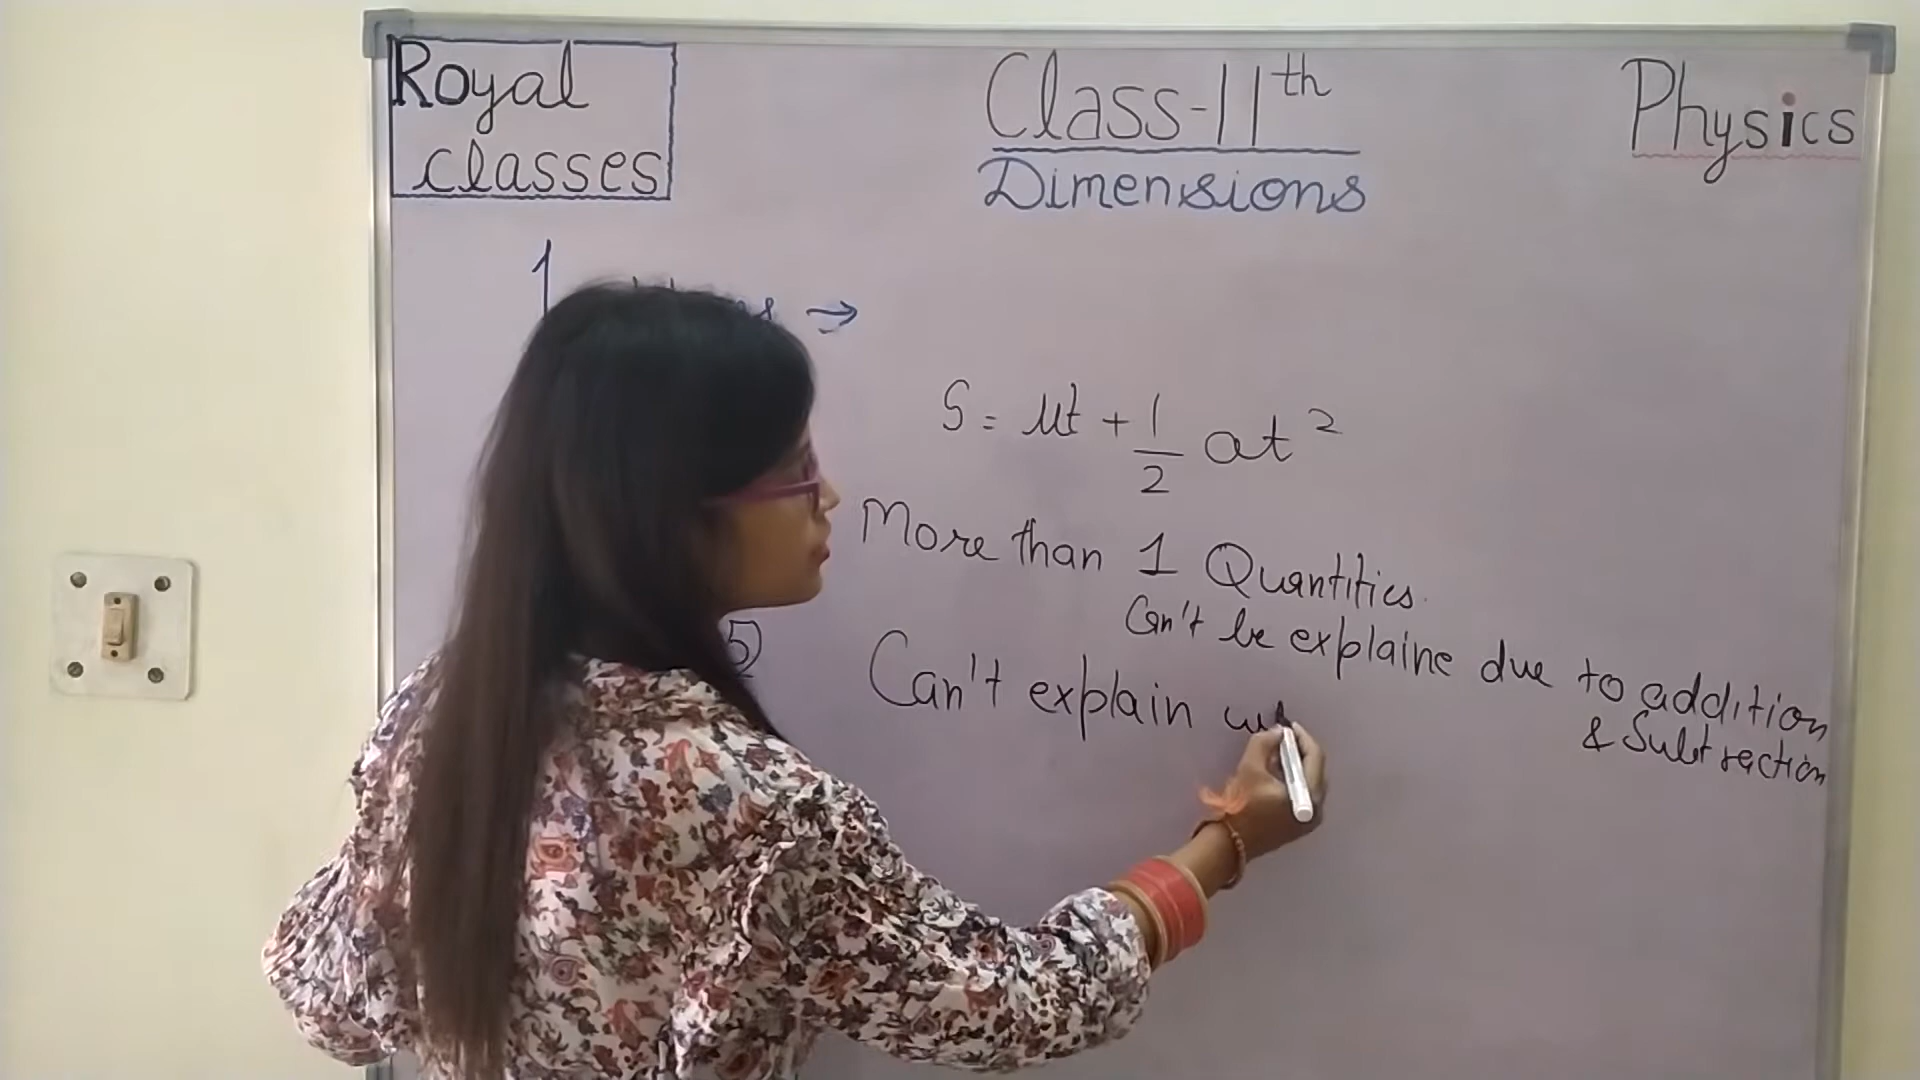 Royal
classes
Class-11th
Dimensions
Physics
→
S = ut + 1/2 at²
More than 1 Quantities
Can't be explaine due to addition
& Subtraction
5
Can't explain